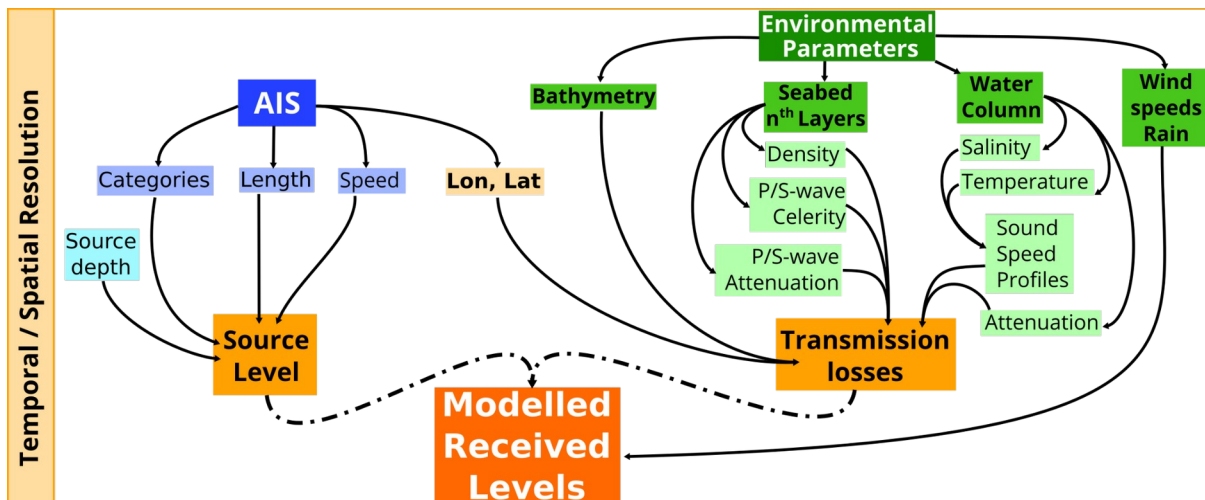 Temporal / Spatial Resolution
Environmental
Parameters
AIS
Bathymetry
Seabed
nth Layers
Water
Column
Wind
speeds
Rain
Categories
Length
Speed
Lon, Lat
Density
P/S-wave
Celerity
P/S-wave
Attenuation
Salinity
Temperature
Sound
Speed
Profiles
Attenuation
Source
depth
Source
Level
Transmission
losses
Modelled
Received
Levels